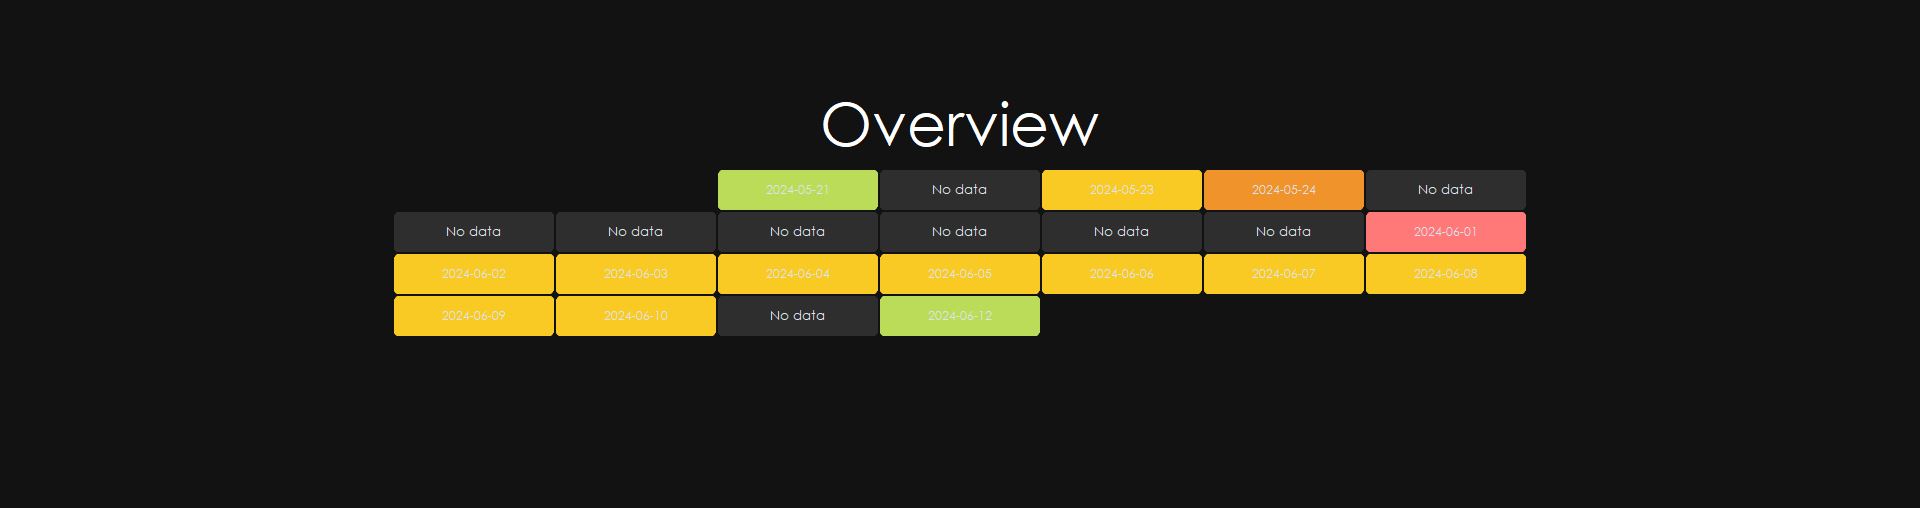 Overview
2024-05-21 No data 2024-05-23 2024-05-24 No data
No data No data No data No data No data No data 2024-06-01
2024-06-02 2024-06-03 2024-06-04 2024-06-05 2024-06-06 2024-06-07 2024-06-08
2024-06-09 2024-06-10 No data 2024-06-12